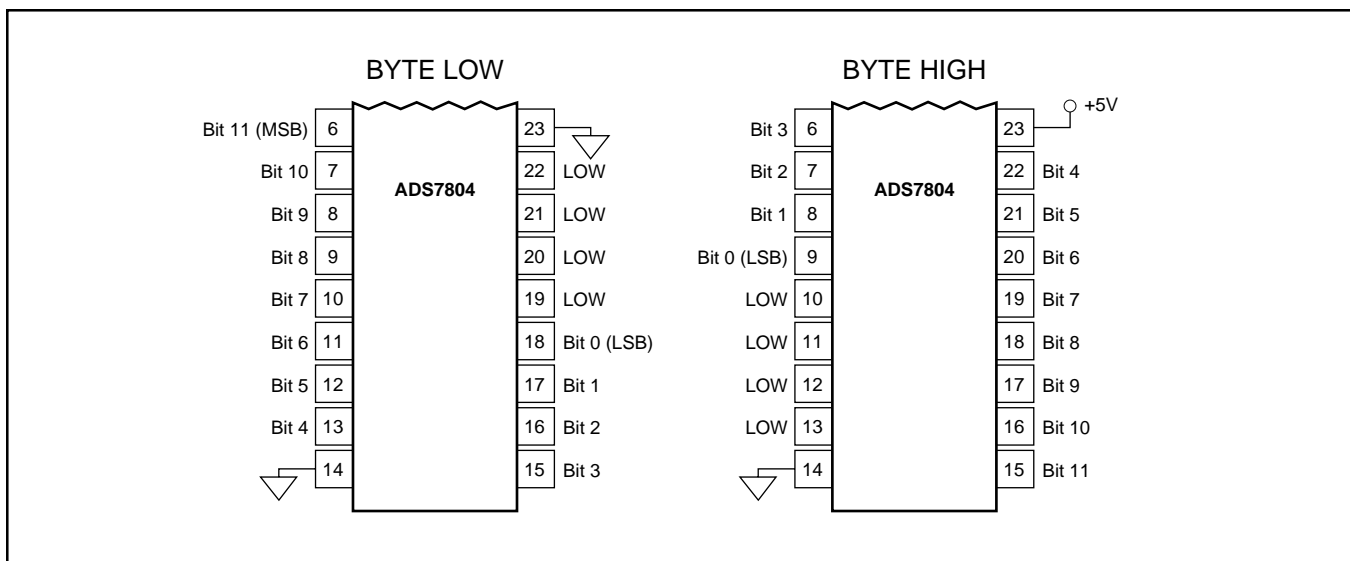 BYTE LOW
Bit 11 (MSB) 6
23
Bit 10 7
ADS7804
22 LOW
Bit 9 8
21 LOW
Bit 8 9
20 LOW
Bit 7 10
19 LOW
Bit 6 11
18 Bit 0 (LSB)
Bit 5 12
17 Bit 1
Bit 4 13
16 Bit 2
14
15 Bit 3
BYTE HIGH
+5V
Bit 3 6
23
Bit 2 7
ADS7804
22 Bit 4
Bit 1 8
21 Bit 5
Bit 0 (LSB) 9
20 Bit 6
LOW 10
19 Bit 7
LOW 11
18 Bit 8
LOW 12
17 Bit 9
LOW 13
16 Bit 10
14
15 Bit 11